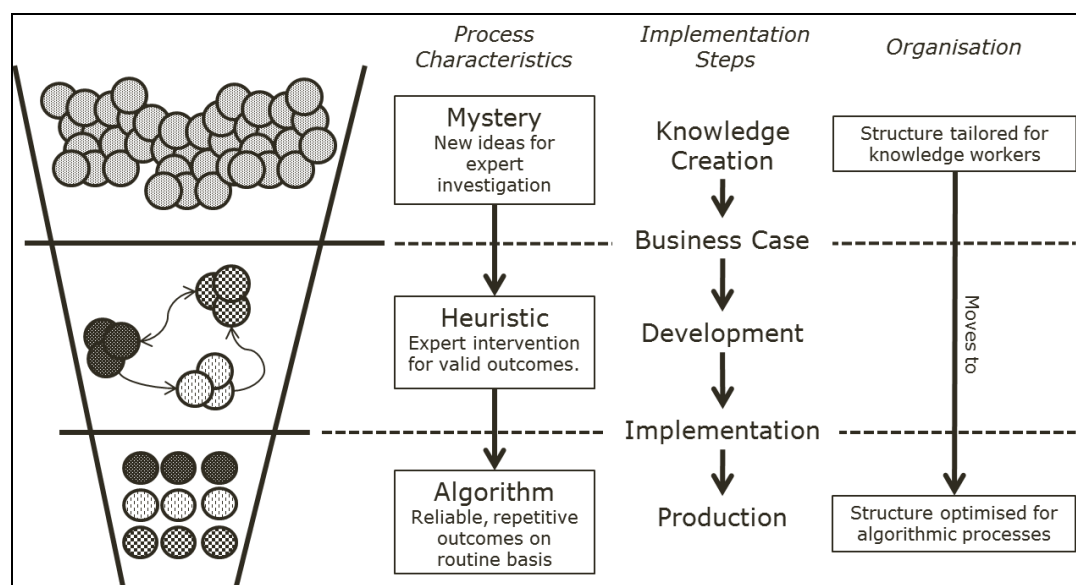 Process
Characteristics
Implementation
Steps
Organisation
Mystery
New ideas for
expert
investigation
Knowledge
Creation
Structure tailored for
knowledge workers
Business Case
Heuristic
Expert intervention
for valid outcomes.
Development
Moves to
Implementation
Algorithm
Reliable, repetitive
outcomes on
routine basis
Production
Structure optimised for
algorithmic processes